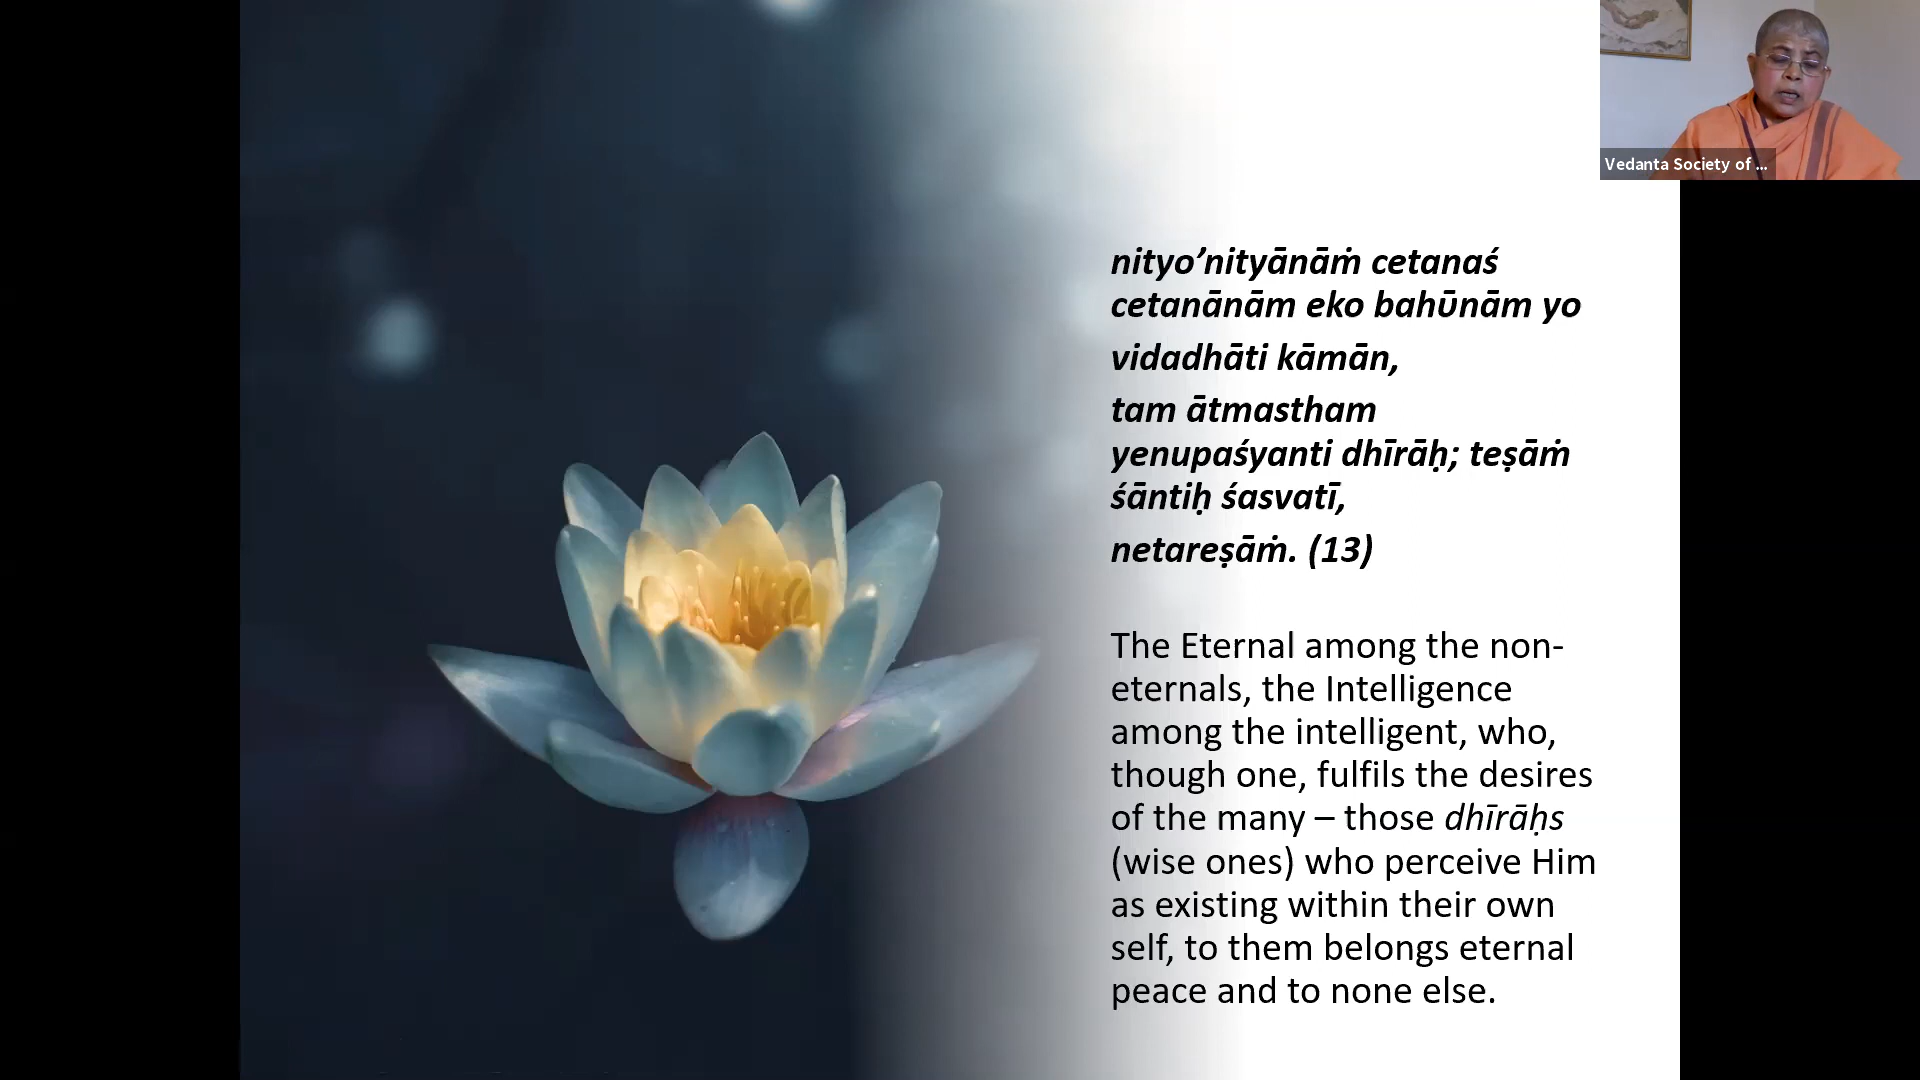 Vedanta Society of ...
nityo’nityānāṁ cetanaś
cetanānām eko bahūnām yo
vidadhāti kāmān,
tam ātmastham
yenupaśyanti dhīrāḥ; teṣāṁ
śāntiḥ śasvatī,
netareṣāṁ. (13)
The Eternal among the non-
eternals, the Intelligence
among the intelligent, who,
though one, fulfils the desires
of the many – those dhīrāḥs
(wise ones) who perceive Him
as existing within their own
self, to them belongs eternal
peace and to none else.